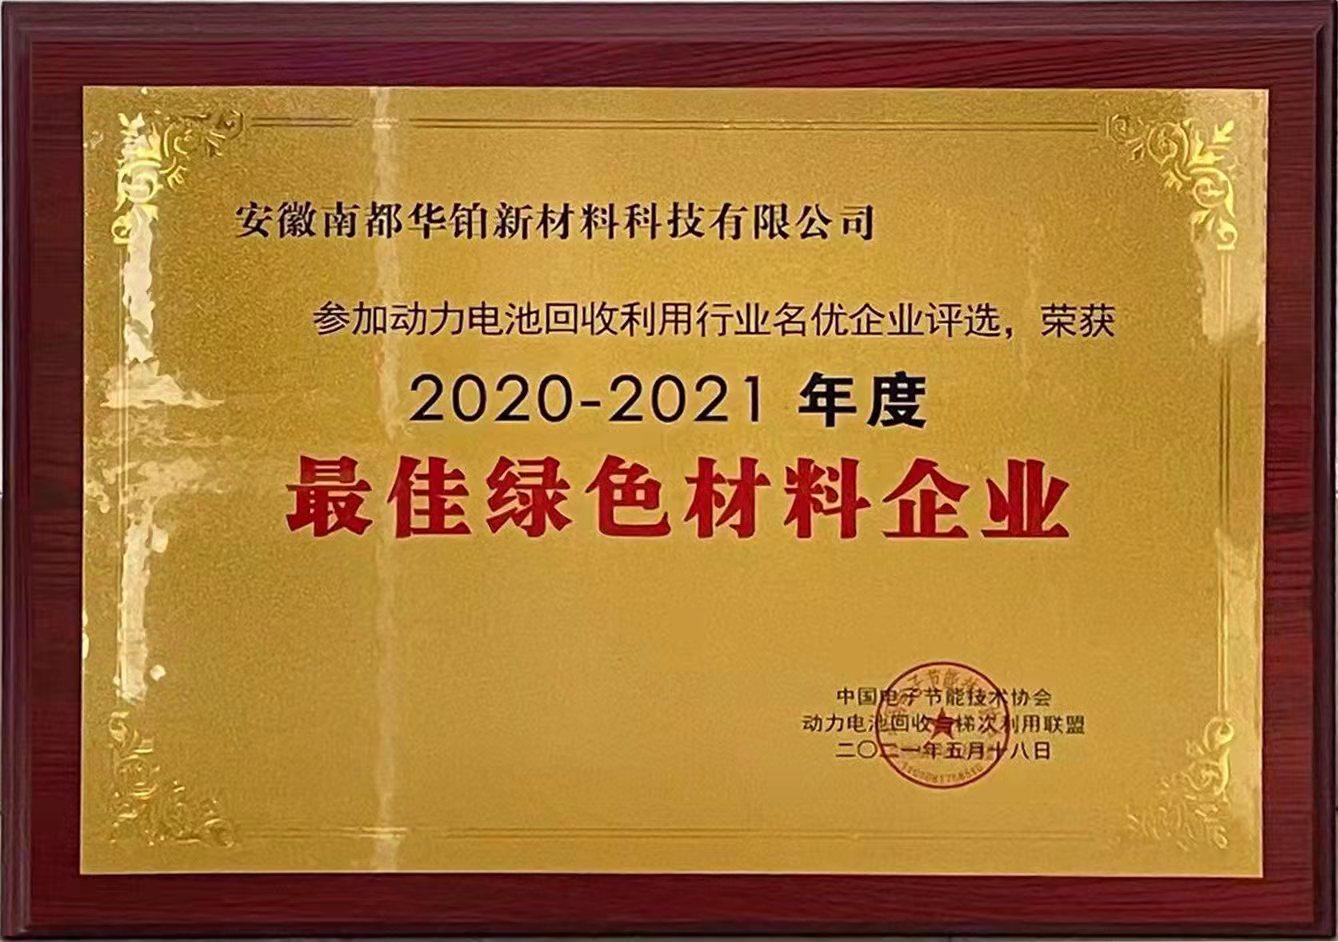 安徽南都华铂新材料科技有限公司
参加动力电池回收利用行业名优企业评选，荣获
2020-2021 年度
最佳绿色材料企业
中国电子节能技术协会
动力电池回收与梯次利用联盟
二〇二一年五月十八日